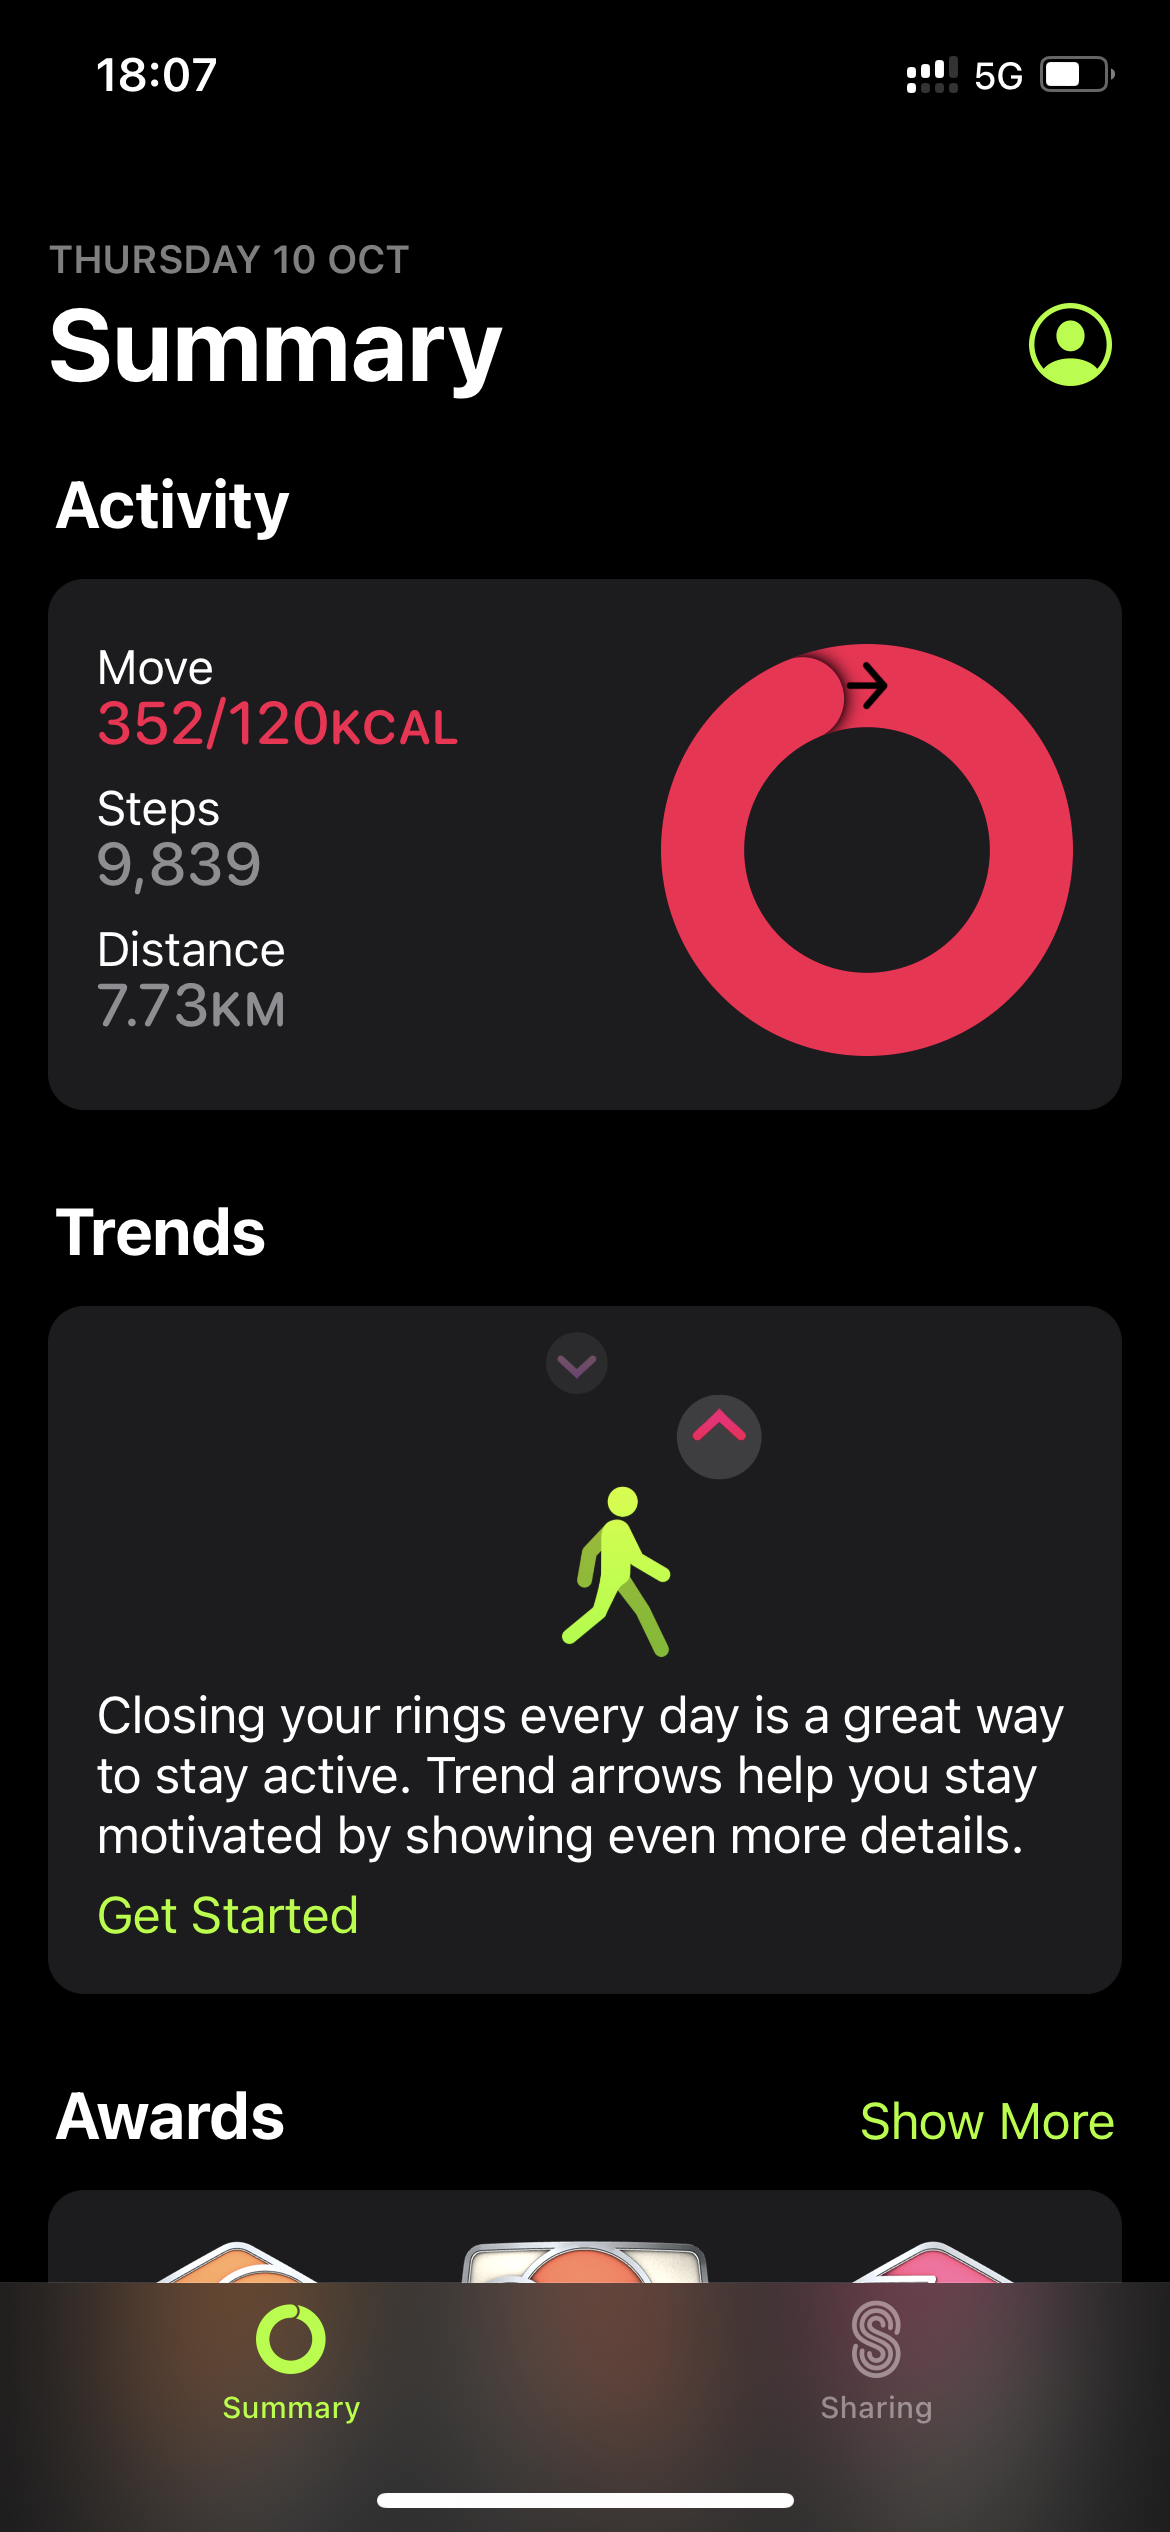 18:07
5G
THURSDAY 10 OCT
Summary
Activity
Move
352/120KCAL
Steps
9,839
Distance
7.73KM
Trends
Closing your rings every day is a great way
to stay active. Trend arrows help you stay
motivated by showing even more details.
Get Started
Awards
Show More
Summary
Sharing